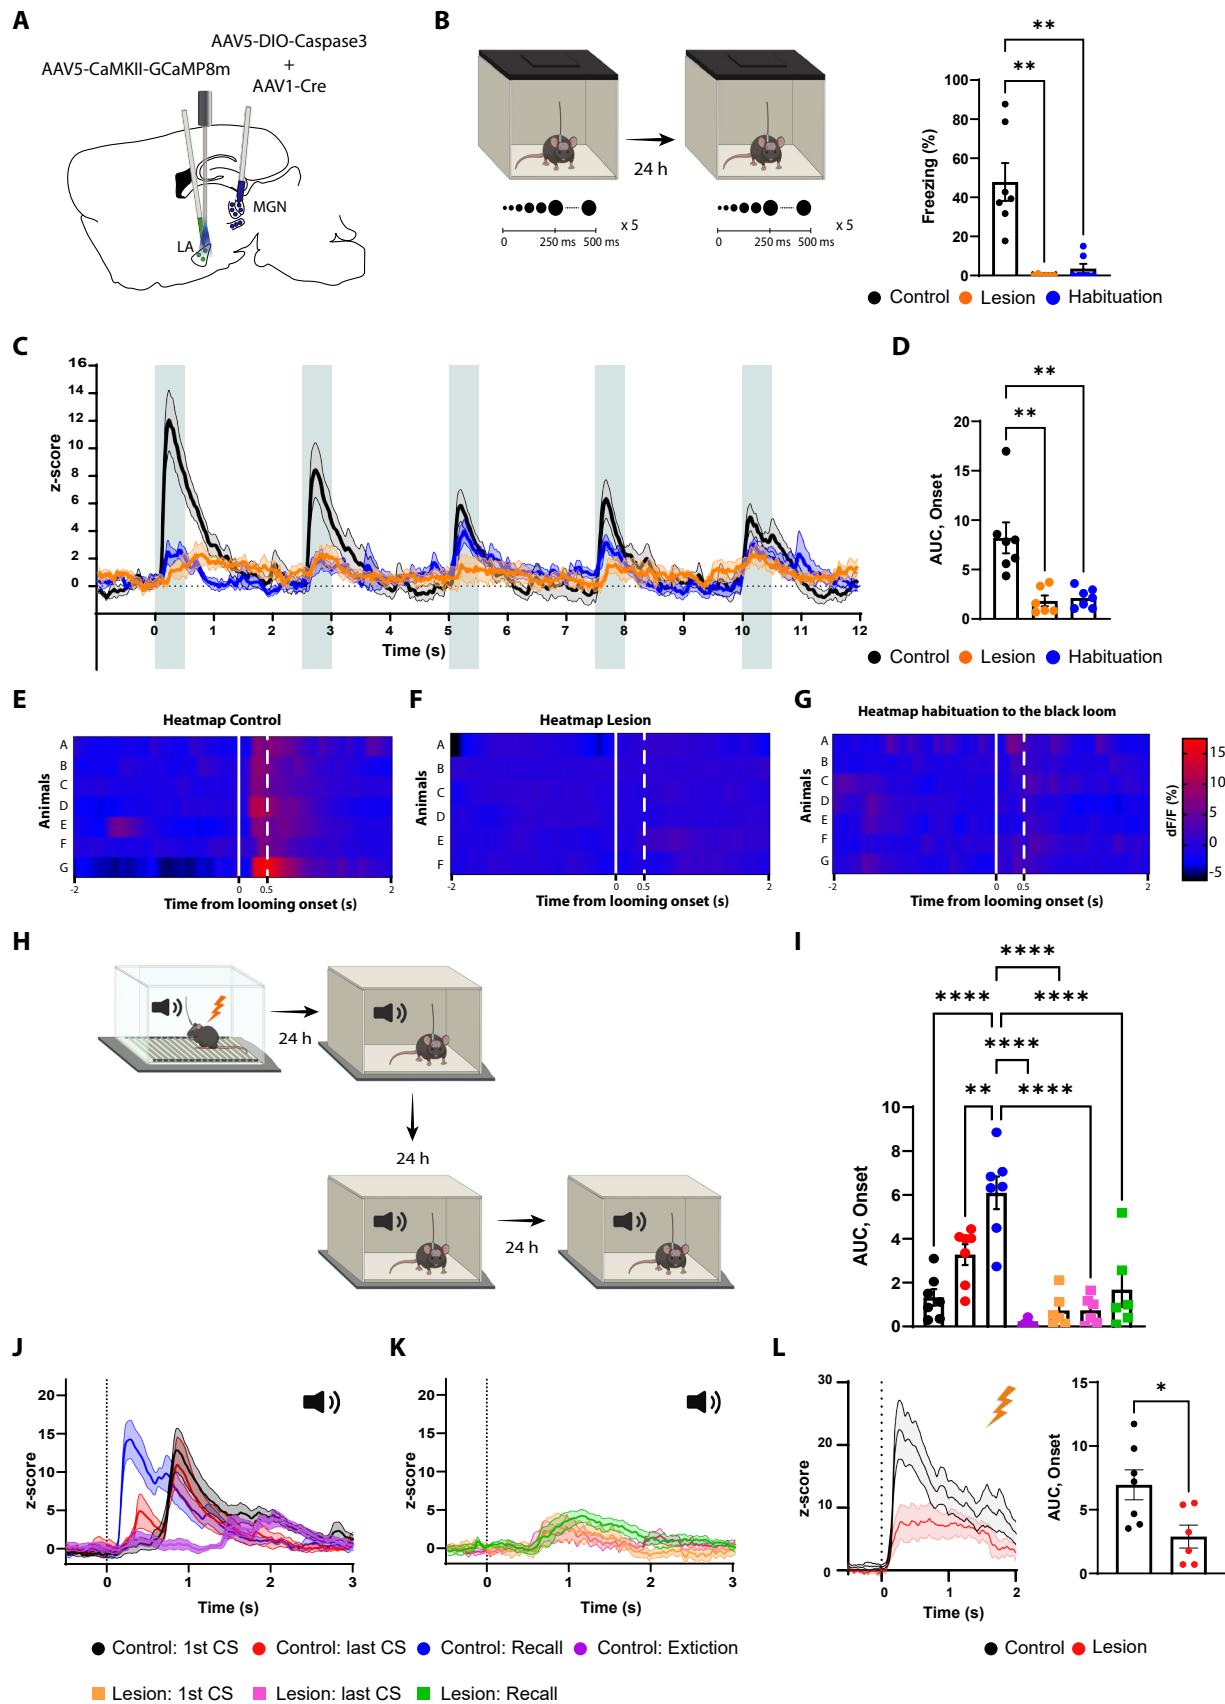 A
AAV5-DIO-Caspase3
+
AAV1-Cre
AAV5-CaMKII-GCaMP8m
MGN
LA
B
24 h
0 250 ms 500 ms
x 5
0 250 ms 500 ms
x 5
**
**
Freezing (%)
100
80
60
40
20
0
Control Lesion Habituation
C
z-score
16
14
12
10
8
6
4
2
0
0 1 2 3 4 5 6 7 8 9 10 11 12
Time (s)
D
**
**
AUC, Onset
20
15
10
5
0
Control Lesion Habituation
E
Heatmap Control
Animals
A
B
C
D
E
F
G
-2 0 0.5 2
Time from looming onset (s)
F
Heatmap Lesion
Animals
A
B
C
D
E
F
-2 0 0.5 2
Time from looming onset (s)
G
Heatmap habituation to the black loom
Animals
A
B
C
D
E
F
G
-2 0 0.5 2
Time from looming onset (s)
dF/F (%)
15
10
5
0
-5
H
24 h
24 h
24 h
I
****
**** ****
****
** ****
AUC, Onset
10
8
6
4
2
0
J
z-score
20
15
10
5
0
0 1 2 3
Time (s)
K
z-score
20
15
10
5
0
0 1 2 3
Time (s)
L
z-score
30
20
10
0
0 1 2
Time (s)
*
AUC, Onset
15
10
5
0
Control: 1st CS Control: last CS Control: Recall Control: Extiction
Lesion: 1st CS Lesion: last CS Lesion: Recall
Control Lesion